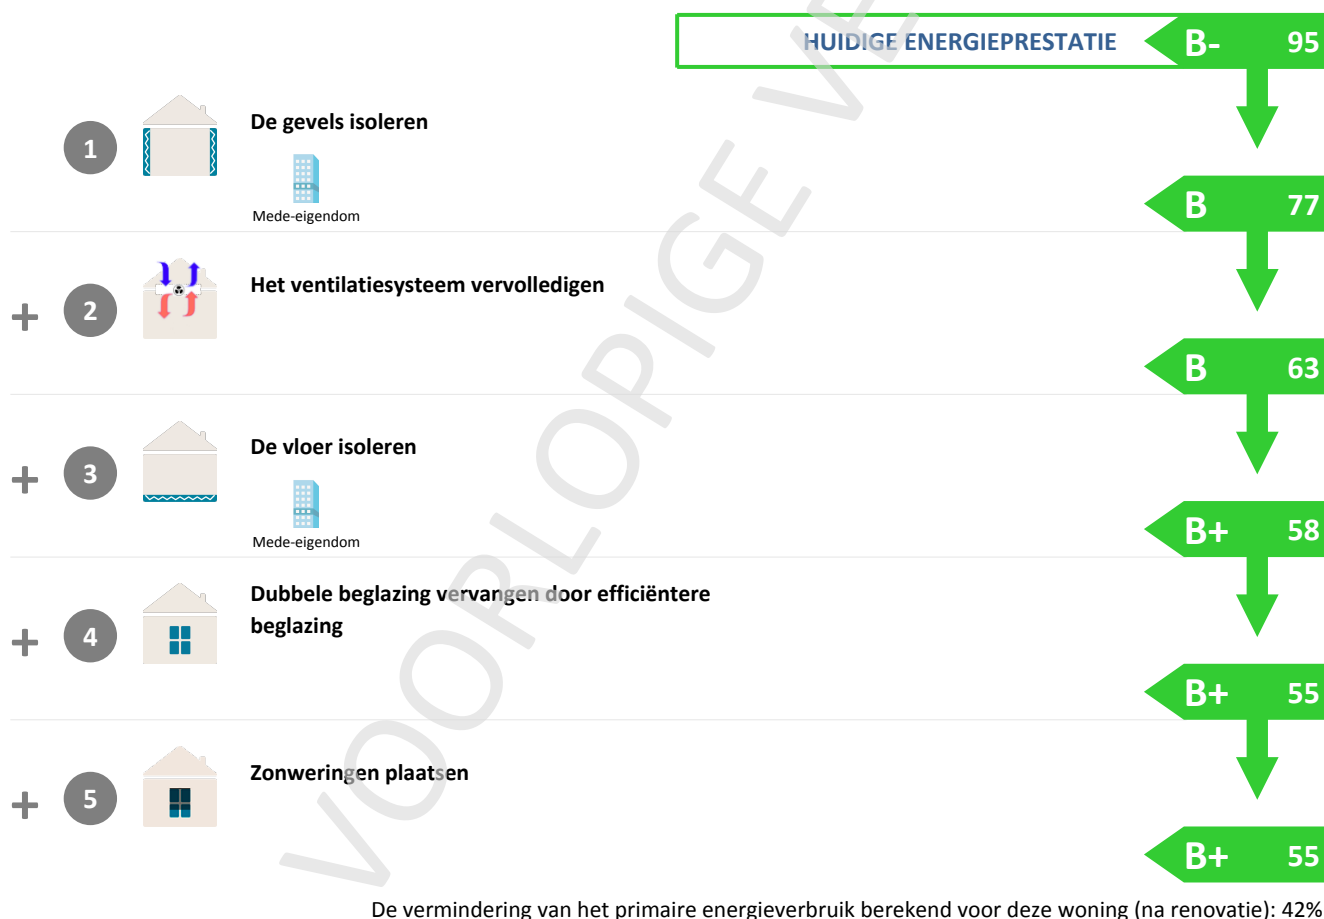 HUIDIGE ENERGIEPRESTATIE B- 95
1 De gevels isoleren
Mede-eigendom
B 77
+ 2 Het ventilatiesysteem vervolledigen
B 63
+ 3 De vloer isoleren
Mede-eigendom
B+ 58
+ 4 Dubbele beglazing vervangen door efficiëntere
beglazing
B+ 55
+ 5 Zonweringen plaatsen
B+ 55
De vermindering van het primaire energieverbruik berekend voor deze woning (na renovatie): 42%
VOORLOPIGE VE